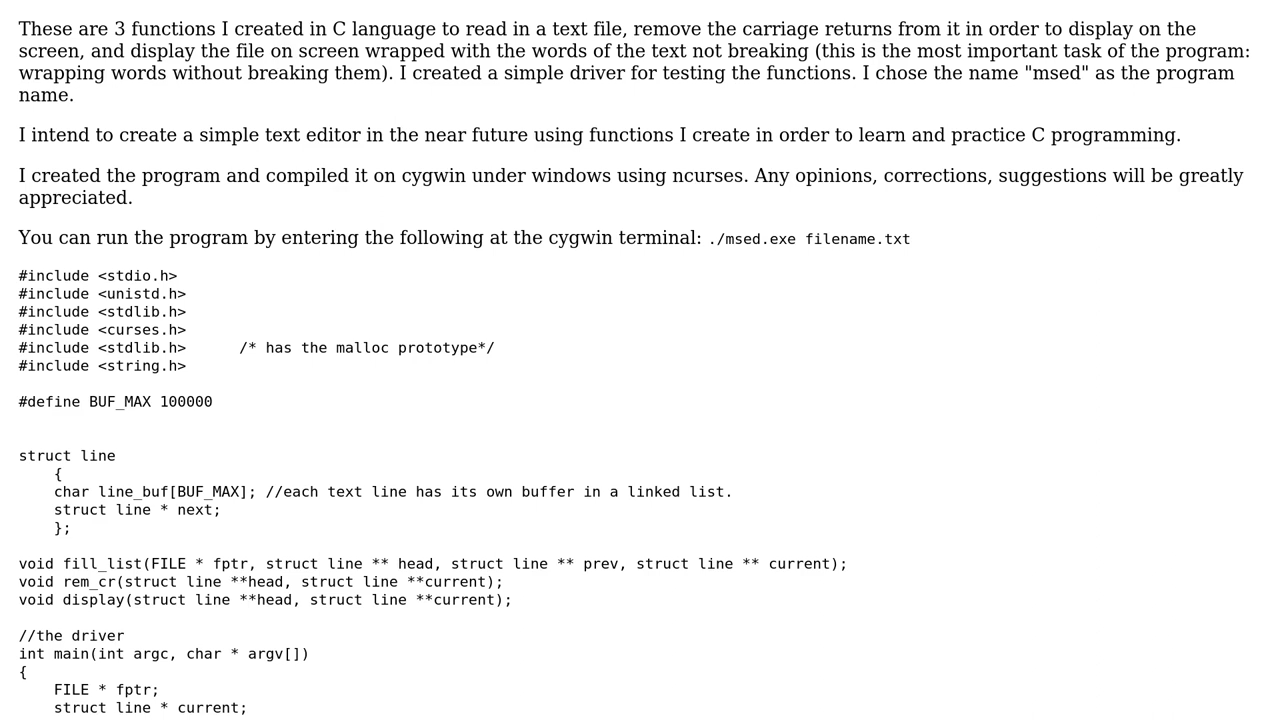 These are 3 functions I created in C language to read in a text file, remove the carriage returns from it in order to display on the
screen, and display the file on screen wrapped with the words of the text not breaking (this is the most important task of the program:
wrapping words without breaking them). I created a simple driver for testing the functions. I chose the name "msed" as the program
name.
I intend to create a simple text editor in the near future using functions I create in order to learn and practice C programming.
I created the program and compiled it on cygwin under windows using ncurses. Any opinions, corrections, suggestions will be greatly
appreciated.
You can run the program by entering the following at the cygwin terminal: ./msed.exe filename.txt
#include <stdio.h>
#include <unistd.h>
#include <stdlib.h>
#include <curses.h>
#include <stdlib.h>      /* has the malloc prototype*/
#include <string.h>
#define BUF_MAX 100000
struct line
    {
    char line_buf[BUF_MAX]; //each text line has its own buffer in a linked list.
    struct line * next;
    };
void fill_list(FILE * fptr, struct line ** head, struct line ** prev, struct line ** current);
void rem_cr(struct line **head, struct line **current);
void display(struct line **head, struct line **current);
//the driver
int main(int argc, char * argv[])
{
    FILE * fptr;
    struct line * current;